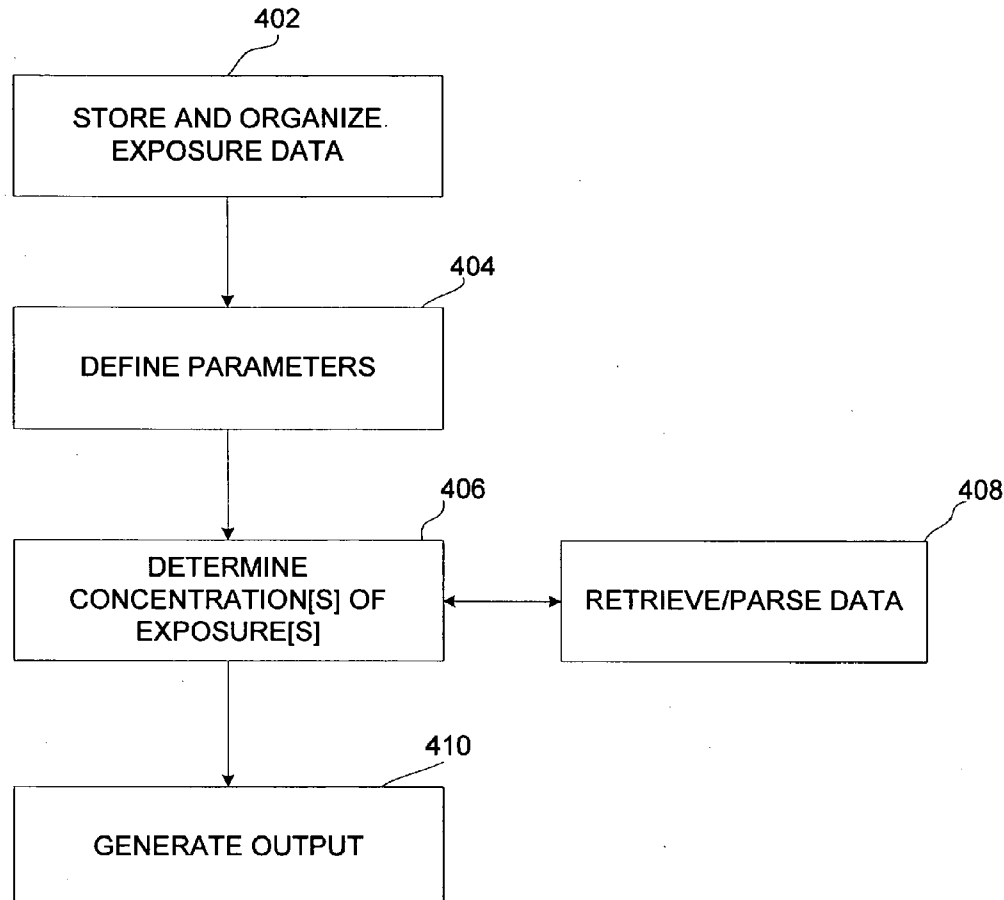 402
STORE AND ORGANIZE
EXPOSURE DATA
404
DEFINE PARAMETERS
406
DETERMINE
CONCENTRATION[S] OF
EXPOSURE[S]
408
RETRIEVE/PARSE DATA
410
GENERATE OUTPUT